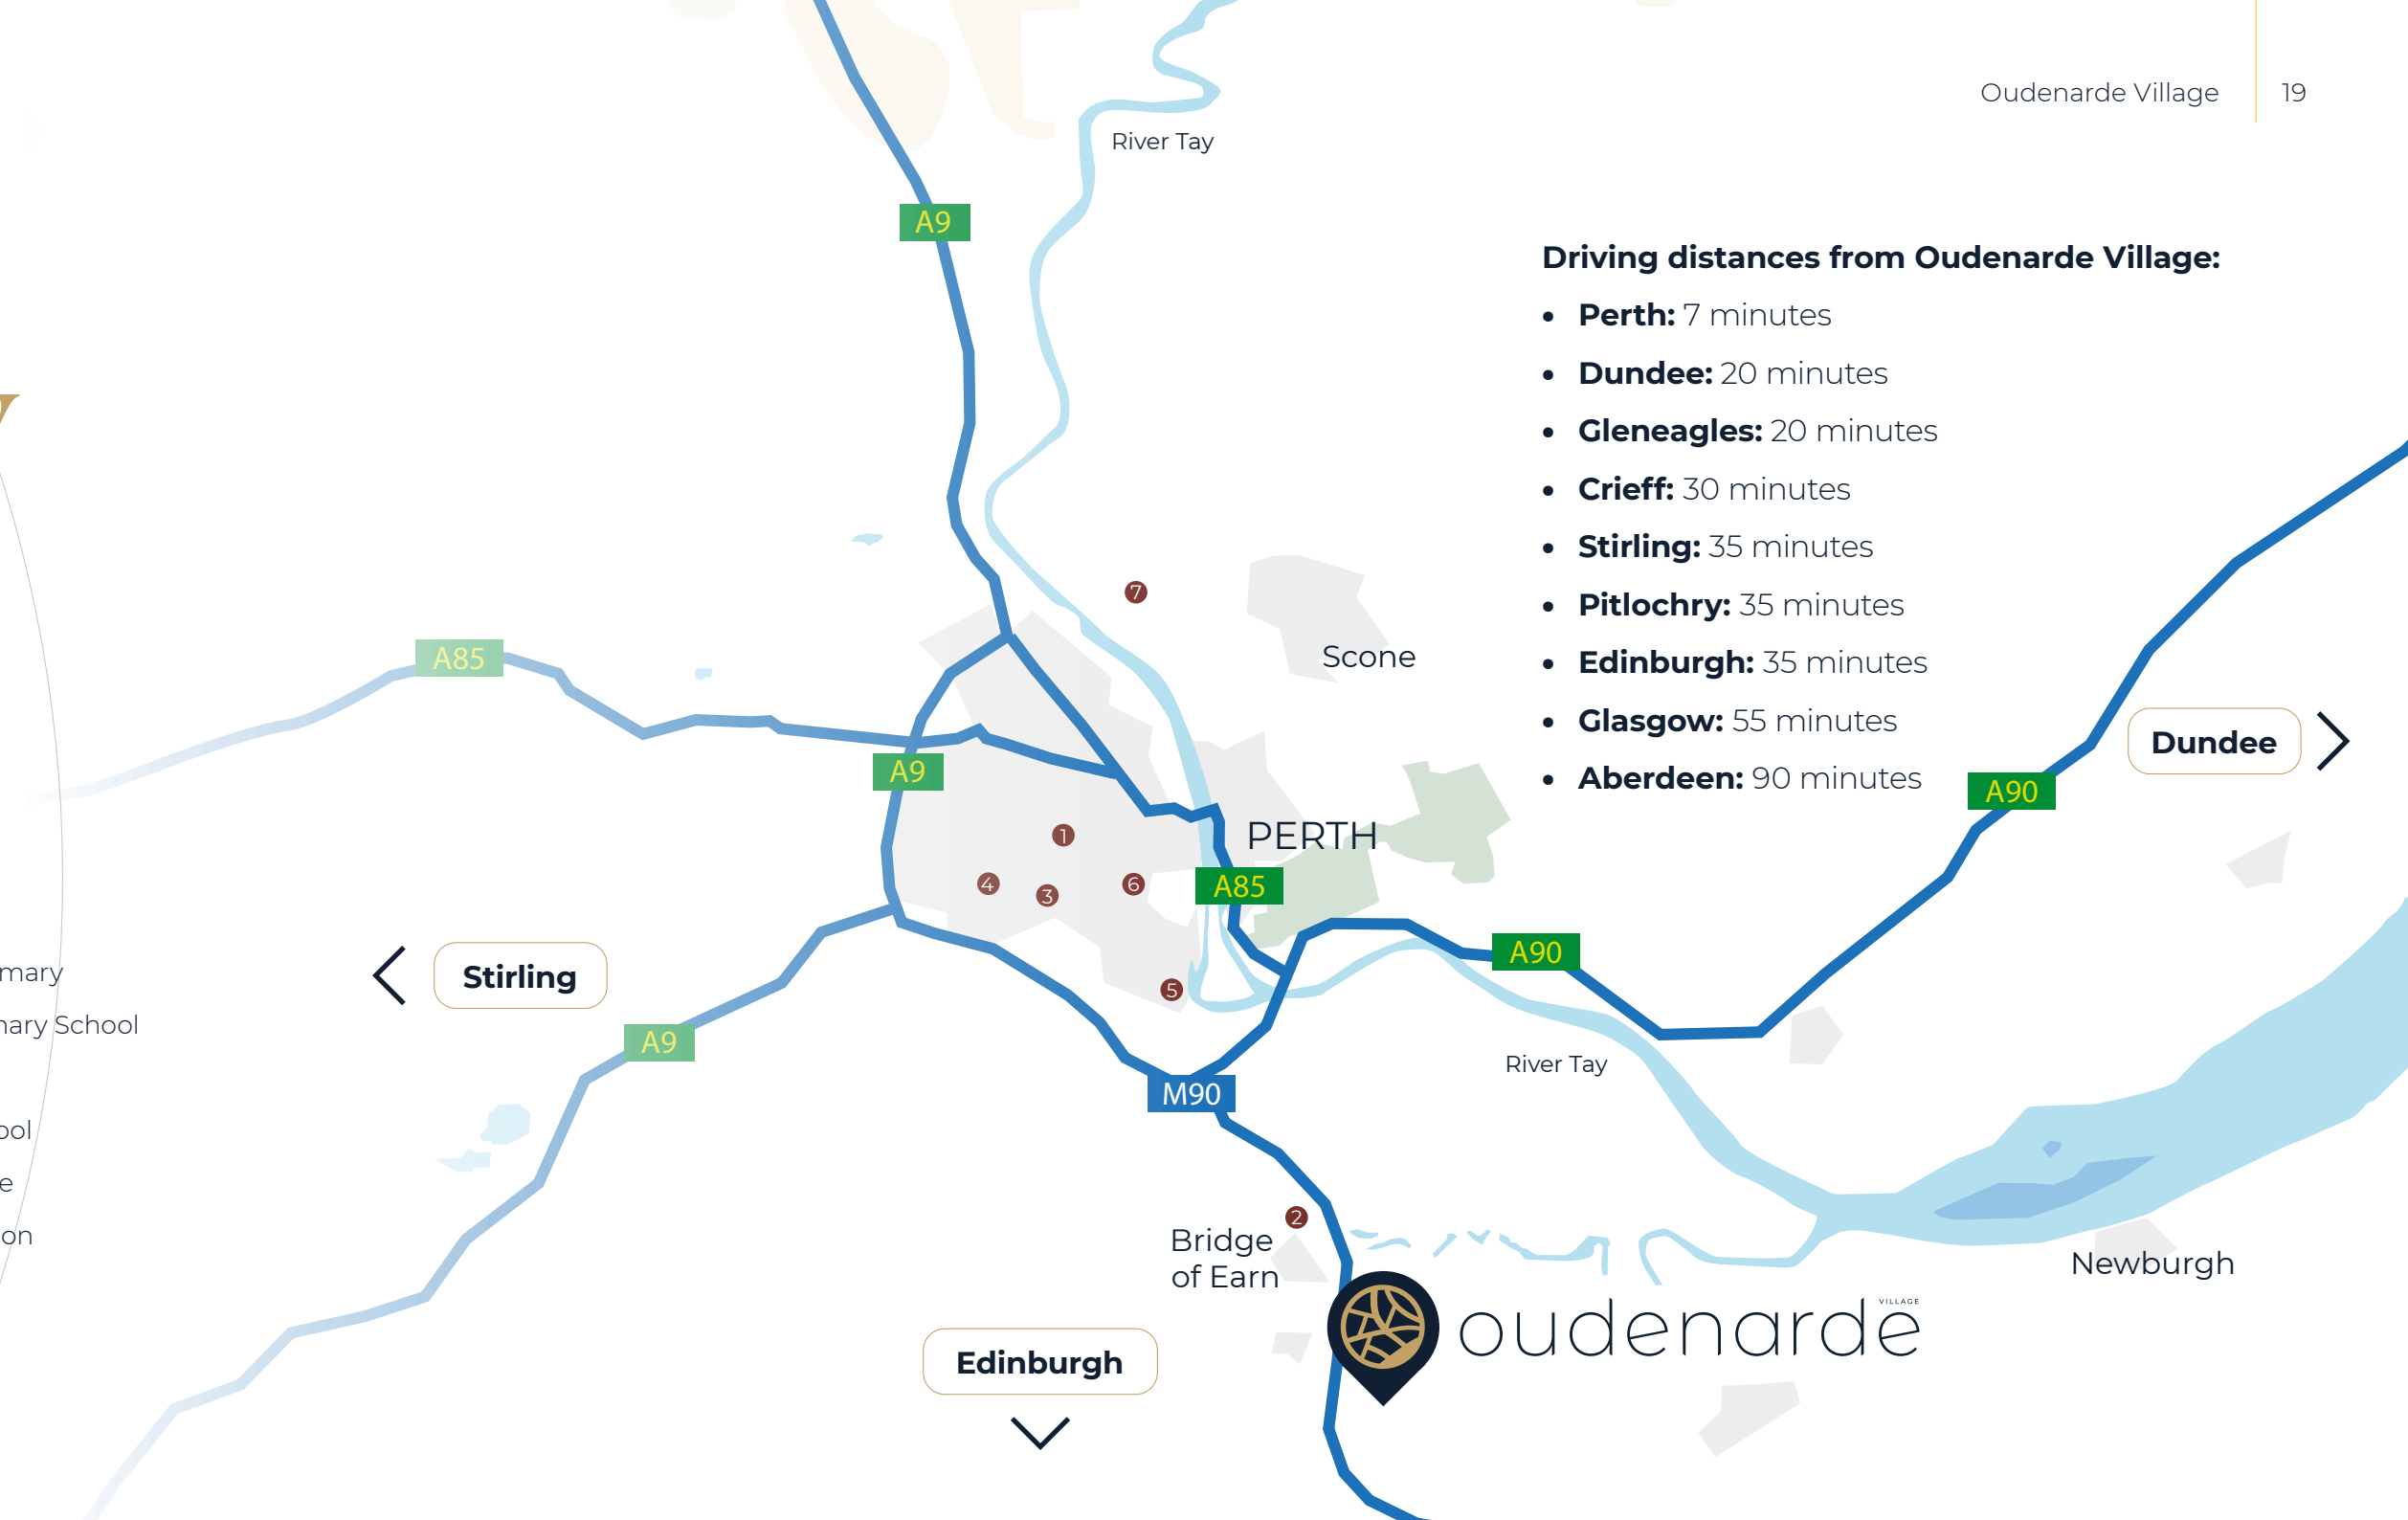 Oudenarde Village
19
River Tay
A9
Driving distances from Oudenarde Village:
• Perth: 7 minutes
• Dundee: 20 minutes
• Gleneagles: 20 minutes
• Crieff: 30 minutes
• Stirling: 35 minutes
• Pitlochry: 35 minutes
• Edinburgh: 35 minutes
• Glasgow: 55 minutes
• Aberdeen: 90 minutes
7
A85
Scone
Dundee
A9
A90
1
PERTH
4
3
6
A85
A90
Stirling
mary
5
ary School
A9
River Tay
M90
ool
e
2
on
Bridge
of Earn
Newburgh
VILLAGE
oudenarde
Edinburgh